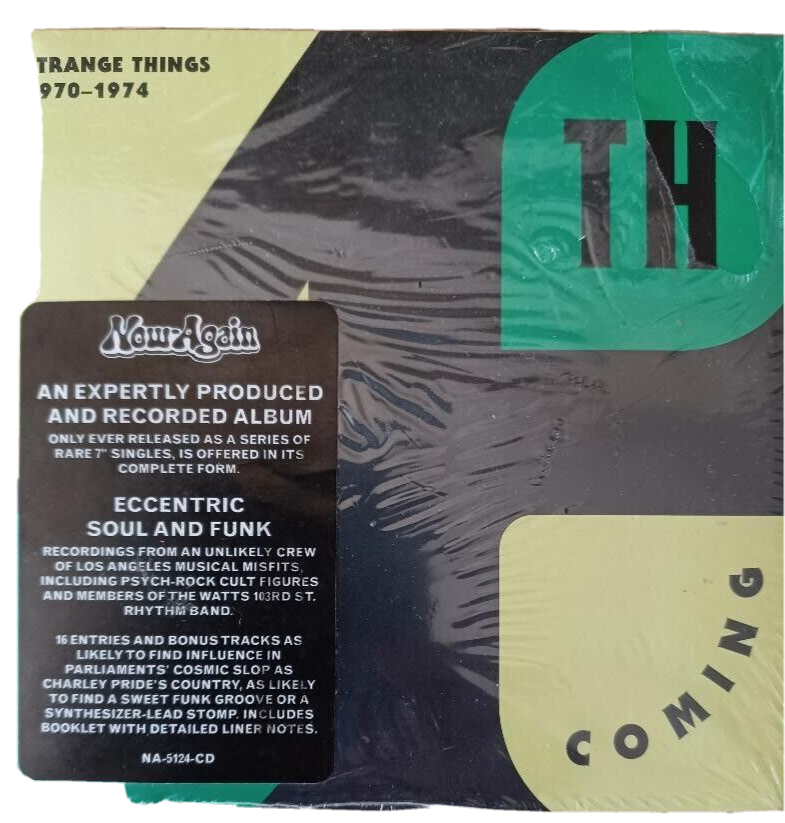 TRANGE THINGS
970–1974
TH
COMING
Now-Again
AN EXPERTLY PRODUCED
AND RECORDED ALBUM
ONLY EVER RELEASED AS A SERIES OF
RARE 7" SINGLES, IS OFFERED IN ITS
COMPLETE FORM.
ECCENTRIC
SOUL AND FUNK
RECORDINGS FROM AN UNLIKELY CREW
OF LOS ANGELES MUSICAL MISFITS,
INCLUDING PSYCH-ROCK CULT FIGURES
AND MEMBERS OF THE WATTS 103RD ST.
RHYTHM BAND.
16 ENTRIES AND BONUS TRACKS AS
LIKELY TO FIND INFLUENCE IN
PARLIAMENTS' COSMIC SLOP AS
CHARLEY PRIDE'S COUNTRY, AS LIKELY
TO FIND A SWEET FUNK GROOVE OR A
SYNTHESIZER-LEAD STOMP. INCLUDES
BOOKLET WITH DETAILED LINER NOTES.
NA-5124-CD